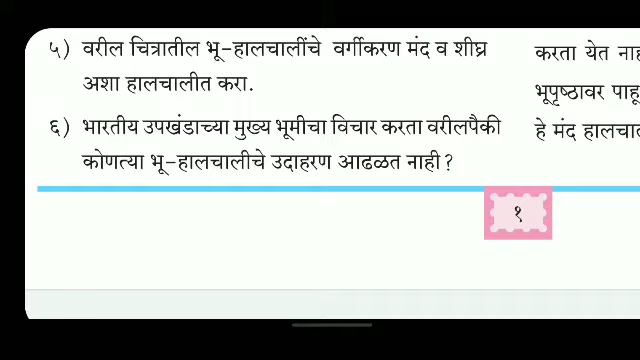 ५) वरील चित्रातील भू-हालचालींचे वर्गीकरण मंद व शीघ्र
अशा हालचालीत करा.
६) भारतीय उपखंडाच्या मुख्य भूमीचा विचार करता वरीलपैकी
कोणत्या भू-हालचालीचे उदाहरण आढळत नाही?
करता येत
भूपृष्ठावर
हे मंद
१